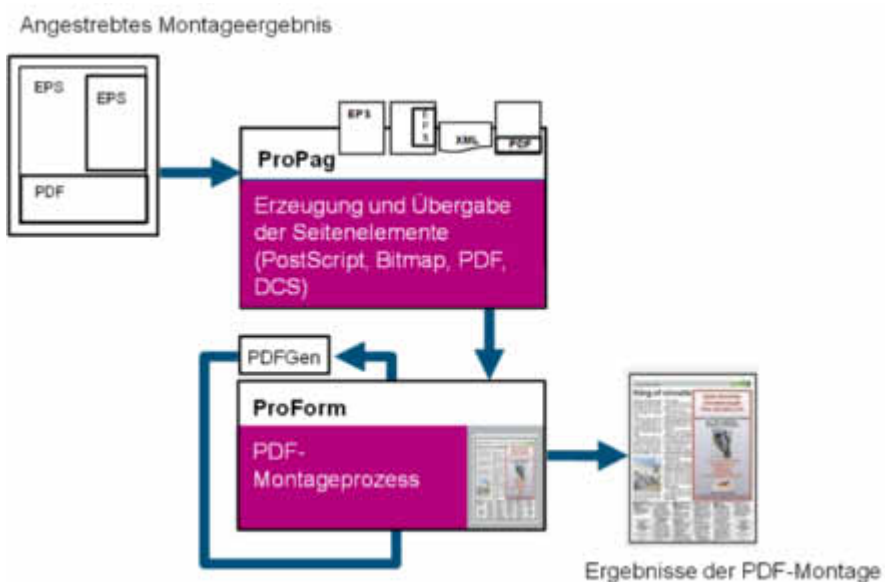 Angestrebtes Montageergebnis
EPS
EPS
PDF
EPS
EPS
XML
PDF
ProPag
Erzeugung und Übergabe
der Seitenelemente
(PostScript, Bitmap, PDF,
DCS)
PDFGen
ProForm
PDF-
Montageprozess
Ergebnisse der PDF-Montage